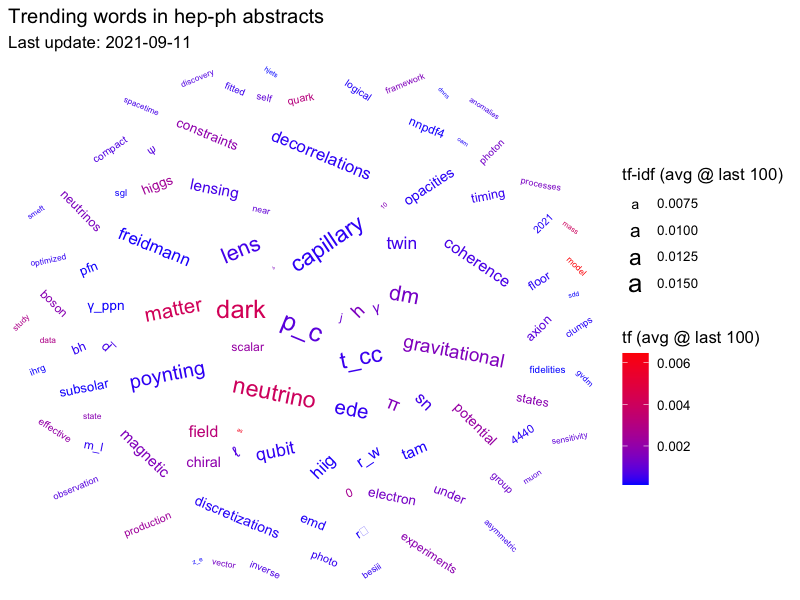 Trending words in hep-ph abstracts
Last update: 2021-09-11
hjets
discovery
fitted
self
quark
logical
framework
anomalies
spacetime
constraints
decorrelations
nnpdf4
photon
compact
ψ
tf-idf (avg @ last 100)
a 0.0075
a 0.0100
a 0.0125
a 0.0150
smeft
neutrinos
sgl
higgs
lensing
near
10
opacities
timing
processes
2021
mass
model
optimized
pfn
freidmann
lens
capillary
twin
coherence
floor
sdd
study
boson
γ_ppn
matter
dark
p_c
j
h
γ
dm
axion
clumps
tf (avg @ last 100)
0.006
0.004
0.002
data
bh
ihrg
subsolar
poynting
scalar
t_cc
gravitational
fidelities
gvdm
effective
state
m_l
magnetic
neutrino
field
chiral
ℓ
qubit
ede
π
sn
potential
states
4440
sensitivity
hiig
r_w
tam
group
muon
observation
production
discretizations
emd
0
electron
under
asymmetric
vector
inverse
photo
besiii
experiments